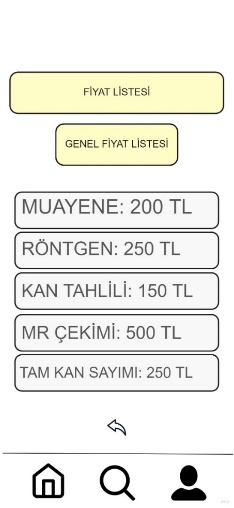 FİYAT LİSTESİ
GENEL FİYAT LİSTESİ
MUAYENE: 200 TL
RÖNTGEN: 250 TL
KAN TAHLİLİ: 150 TL
MR ÇEKİMİ: 500 TL
TAM KAN SAYIMI: 250 TL